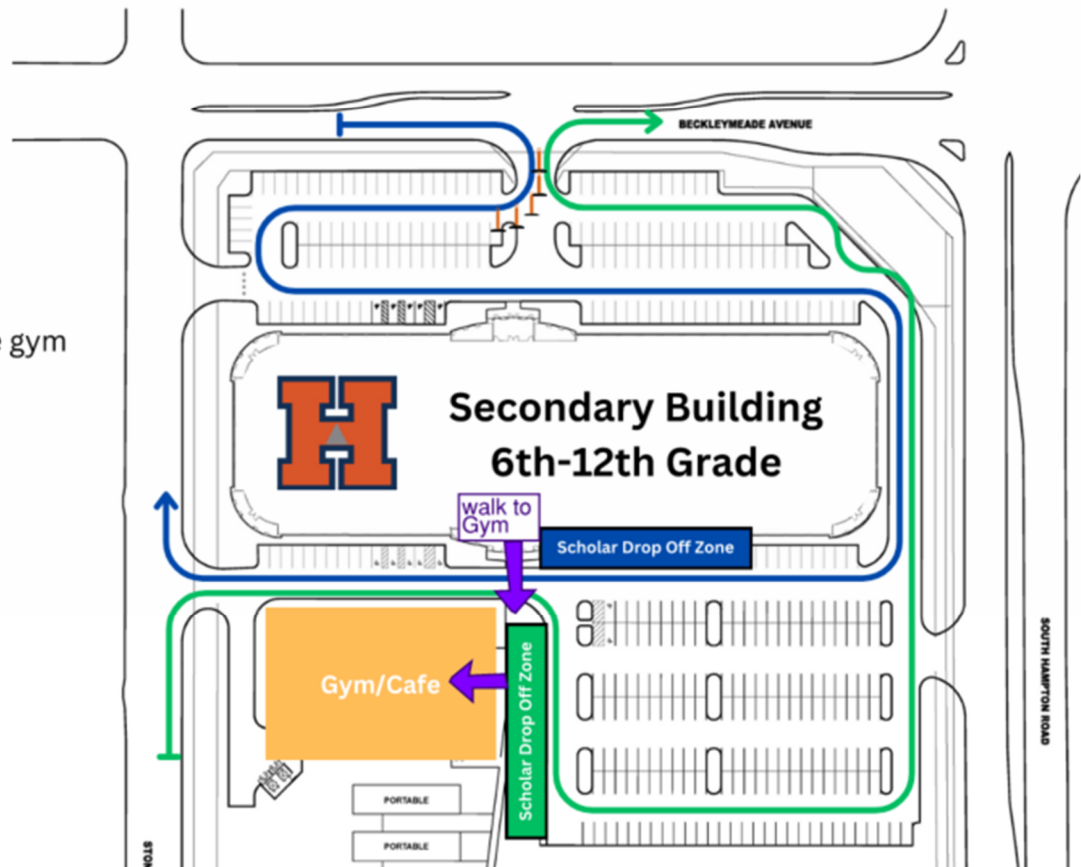 BECKLEYMEADE AVENUE
gym
H
Secondary Building
6th-12th Grade
walk to
Gym
Scholar Drop Off Zone
Scholar Drop Off Zone
Gym/Cafe
PORTABLE
PORTABLE
SOUTH HAMPTON ROAD